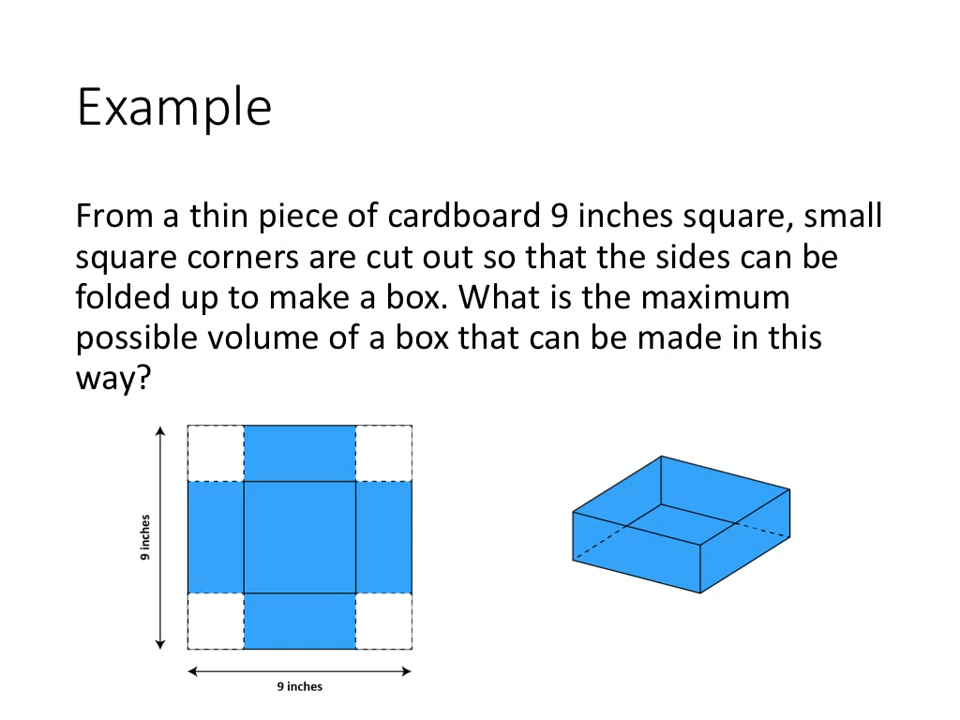 Example
From a thin piece of cardboard 9 inches square, small
square corners are cut out so that the sides can be
folded up to make a box. What is the maximum
possible volume of a box that can be made in this
way?
9 inches
9 inches